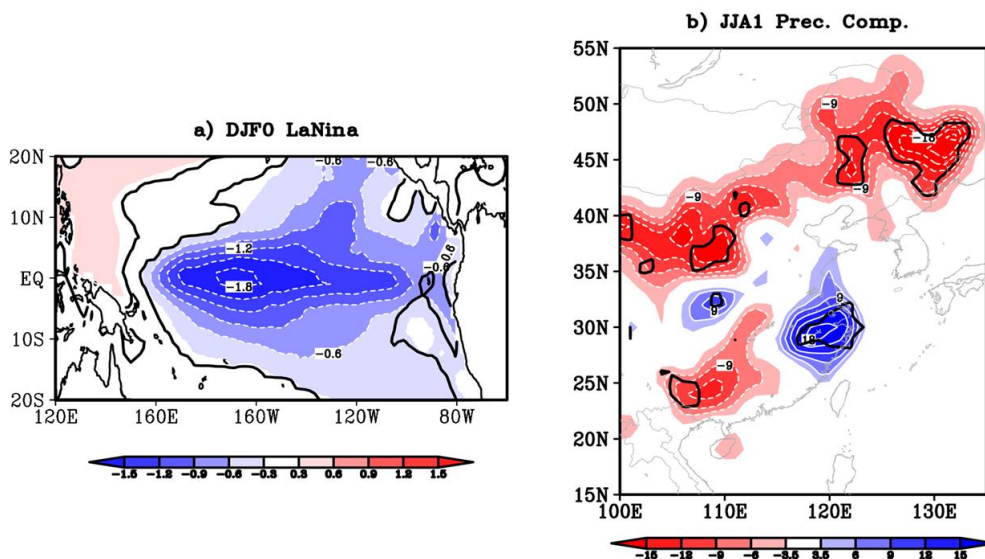 a) DJF0 LaNina
20N
10N
EQ
10S
20S
-0.6
-0.6
-1.2
-0.6
0.6
-1.8
-0.6
120E 160E 160W 120W 80W
-1.5 -1.2 -0.9 -0.6 -0.3 0.3 0.6 0.9 1.2 1.5
b) JJA1 Prec. Comp.
55N
50N
45N
40N
35N
30N
25N
20N
15N
-9
-18
-9
-9
9
9
18
-9
100E 110E 120E 130E
-15 -12 -9 -6 -3.5 3.5 6 9 12 15